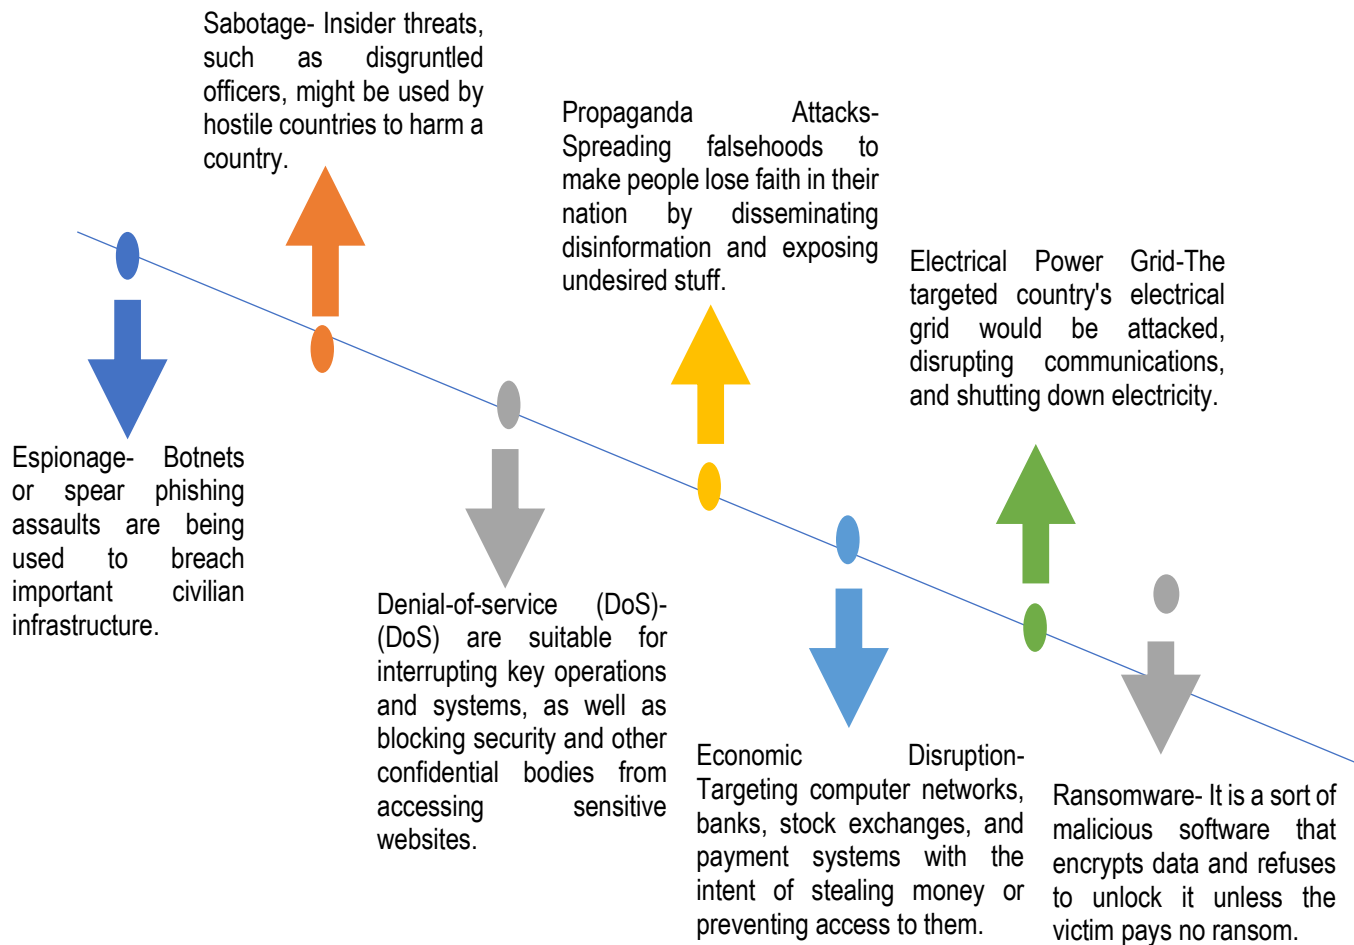 Sabotage- Insider threats,
such as disgruntled
officers, might be used by
hostile countries to harm a
country.
Propaganda Attacks-
Spreading falsehoods to
make people lose faith in their
nation by disseminating
disinformation and exposing
undesired stuff.
Electrical Power Grid-The
targeted country's electrical
grid would be attacked,
disrupting communications,
and shutting down electricity.
Espionage- Botnets
or spear phishing
assaults are being
used to breach
important civilian
infrastructure.
Denial-of-service (DoS)-
(DoS) are suitable for
interrupting key operations
and systems, as well as
blocking security and other
confidential bodies from
accessing sensitive
websites.
Economic Disruption-
Targeting computer networks,
banks, stock exchanges, and
payment systems with the
intent of stealing money or
preventing access to them.
Ransomware- It is a sort of
malicious software that
encrypts data and refuses
to unlock it unless the
victim pays no ransom.